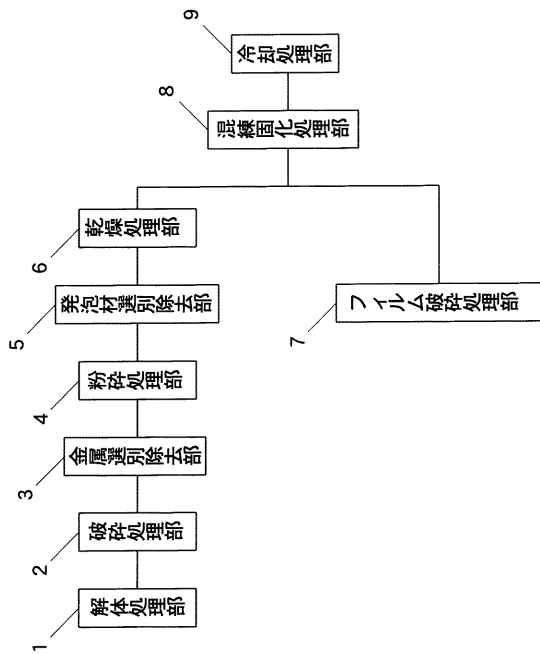 1
解体処理部
2
破砕処理部
3
金属選別除去部
4
粉砕処理部
5
発泡材選別除去部
6
乾燥処理部
7
フィルム破砕処理部
8
混練固化処理部
9
冷却処理部